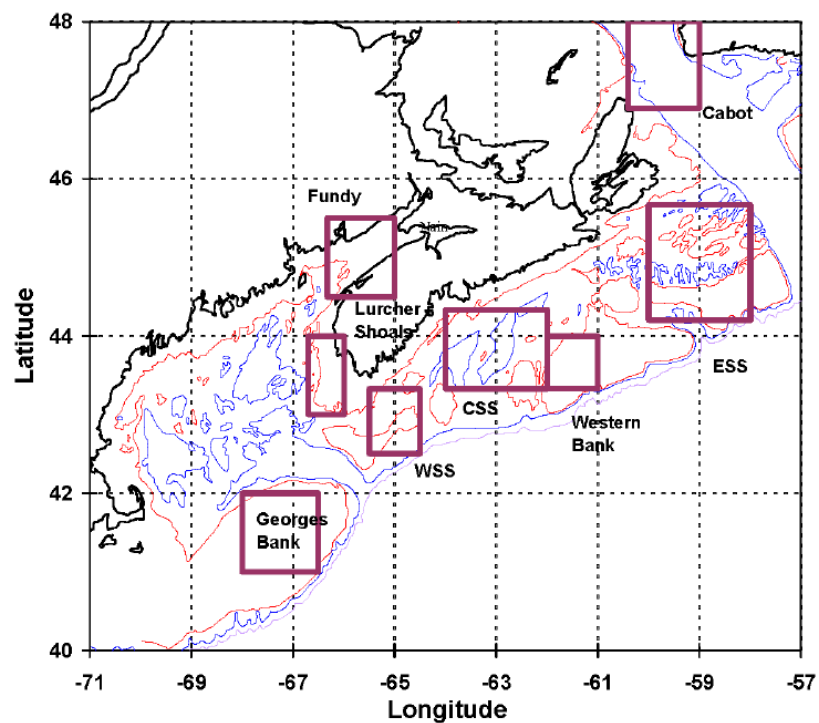 48
Cabot
46
Fundy
Lurcher
Shoals
44
Latitude
ESS
CSS
Western
Bank
WSS
42
Georges
Bank
40
-71
-69
-67
-65
-63
-61
-59
-57
Longitude